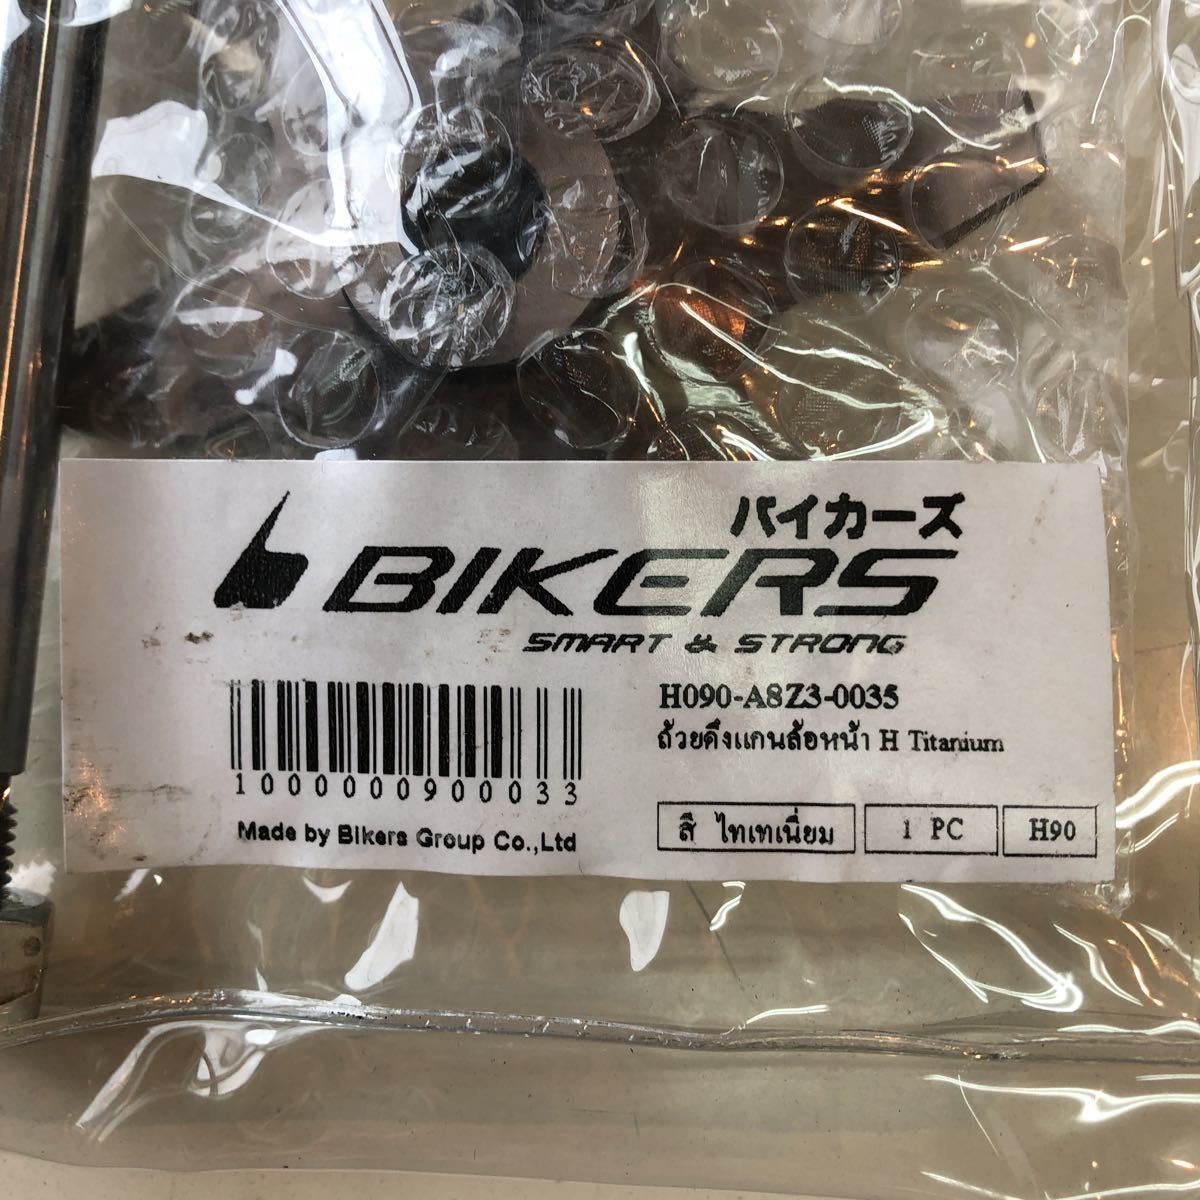 バイカーズ
BIKERS
SMART & STRONG
H090-A8Z3-0035
ถ้วยดึงแกนล้อหน้า H Titanium
1000000900033
Made by Bikers Group Co.,Ltd
สี ไทเทเนี่ยม
1 PC
H90